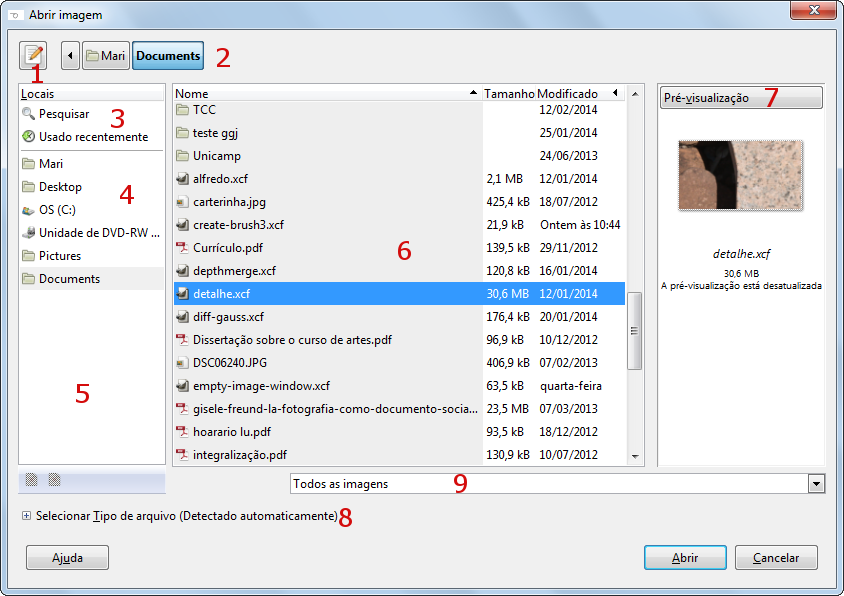 Abrir imagem
Mari Documents 2
1
Locais
Pesquisar
3
Usado recentemente
Mari
Desktop
4
OS (C:)
Unidade de DVD-RW ...
Pictures
Documents
5
Nome Tamanho Modificado
TCC 12/02/2014
teste ggj 25/01/2014
Unicamp 24/06/2013
alfredo.xcf 2,1 MB 12/01/2014
carterinha.jpg 425,4 kB 18/07/2012
create-brush3.xcf 21,9 kB Ontem às 10:44
Currículo.pdf 139,5 kB 29/11/2012
6
depthmerge.xcf 120,8 kB 16/01/2014
detalhe.xcf 30,6 MB 12/01/2014
diff-gauss.xcf 176,4 kB 20/01/2014
Dissertação sobre o curso de artes.pdf 96,9 kB 10/12/2012
DSC06240.JPG 406,9 kB 07/02/2013
empty-image-window.xcf 63,5 kB quarta-feira
gisele-freund-la-fotografia-como-documento-socia... 23,5 MB 07/03/2013
hoarario lu.pdf 93,5 kB 18/12/2012
integralização.pdf 130,9 kB 10/07/2012
Pré-visualização 7
detalhe.xcf
30,6 MB
A pré-visualização está desatualizada
Todos as imagens 9
Selecionar Tipo de arquivo (Detectado automaticamente) 8
Ajuda Abrir Cancelar